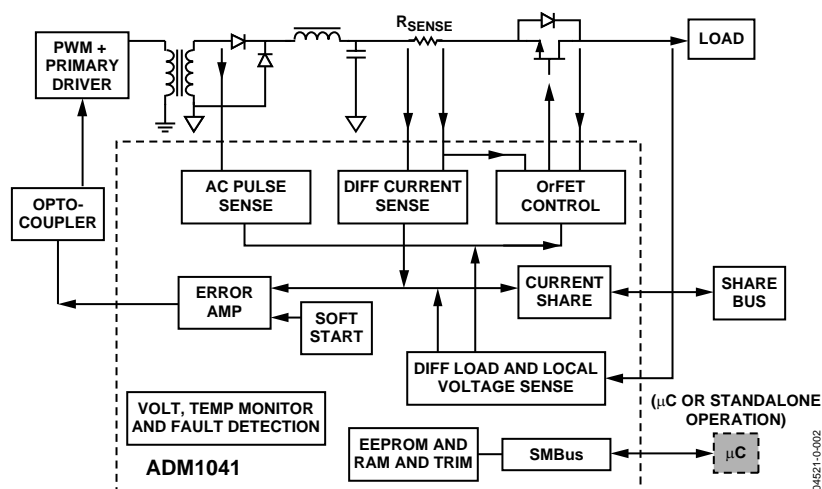 PWM +
PRIMARY
DRIVER
RSENSE
LOAD
AC PULSE
SENSE
DIFF CURRENT
SENSE
OrFET
CONTROL
OPTO-
COUPLER
ERROR
AMP
SOFT
START
CURRENT
SHARE
SHARE
BUS
DIFF LOAD AND LOCAL
VOLTAGE SENSE
VOLT, TEMP MONITOR
AND FAULT DETECTION
(μC OR STANDALONE
OPERATION)
EEPROM AND
RAM AND TRIM
SMBus
μC
ADM1041
04521-0-002